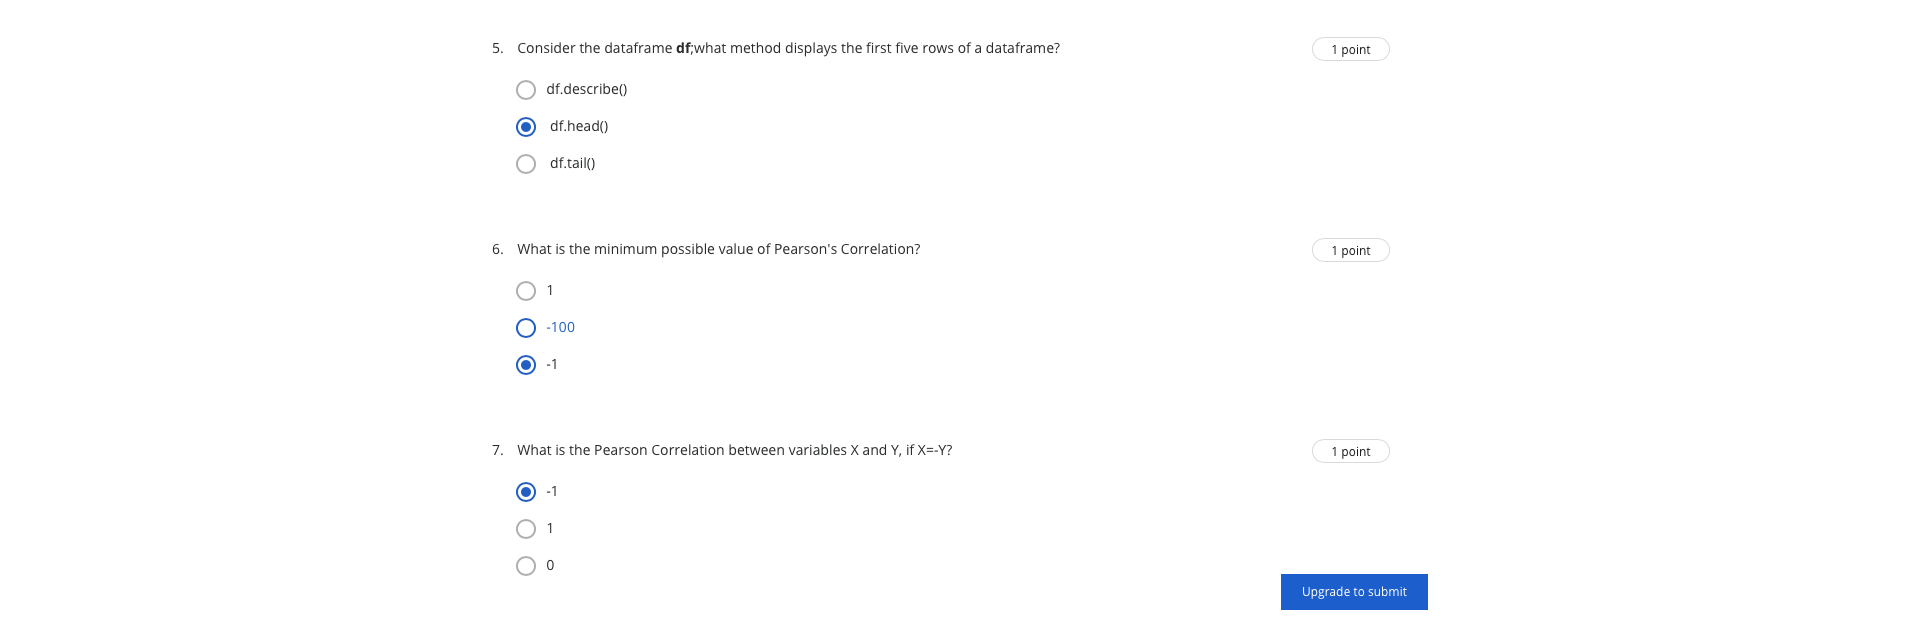 5. Consider the dataframe df;what method displays the first five rows of a dataframe?
1 point
df.describe()
df.head()
df.tail()
6. What is the minimum possible value of Pearson's Correlation?
1 point
1
-100
-1
7. What is the Pearson Correlation between variables X and Y, if X=-Y?
1 point
-1
1
0
Upgrade to submit